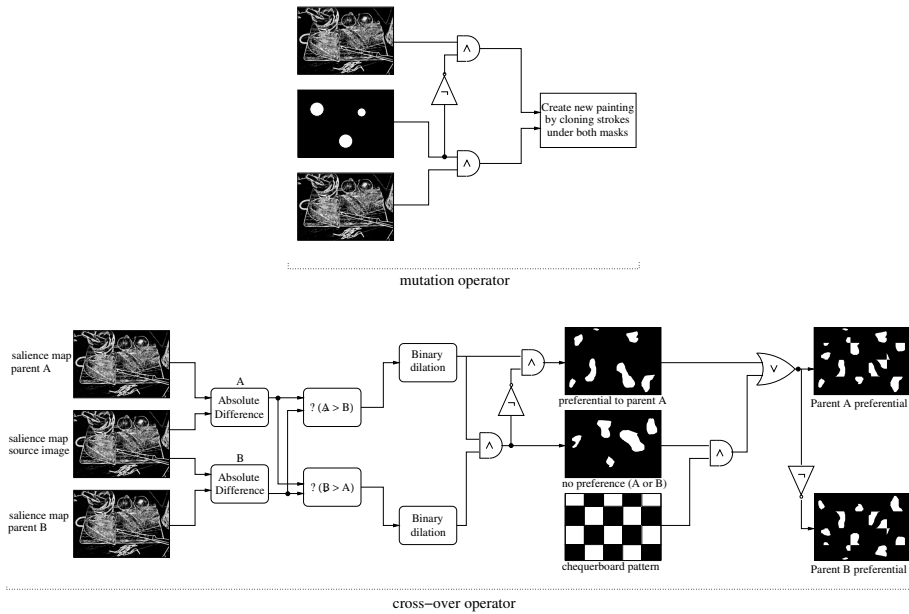 ∧
¬
Create new painting
by cloning strokes
under both masks
∧
mutation operator
salience map
parent A
A
Absolute
Difference
? (A > B)
Binary
dilation
∧
¬
preferential to parent A
∨
Parent A preferential
salience map
source image
B
Absolute
Difference
? (B > A)
∧
no preference (A or B)
∧
¬
salience map
parent B
Binary
dilation
chequerboard pattern
Parent B preferential
cross−over operator